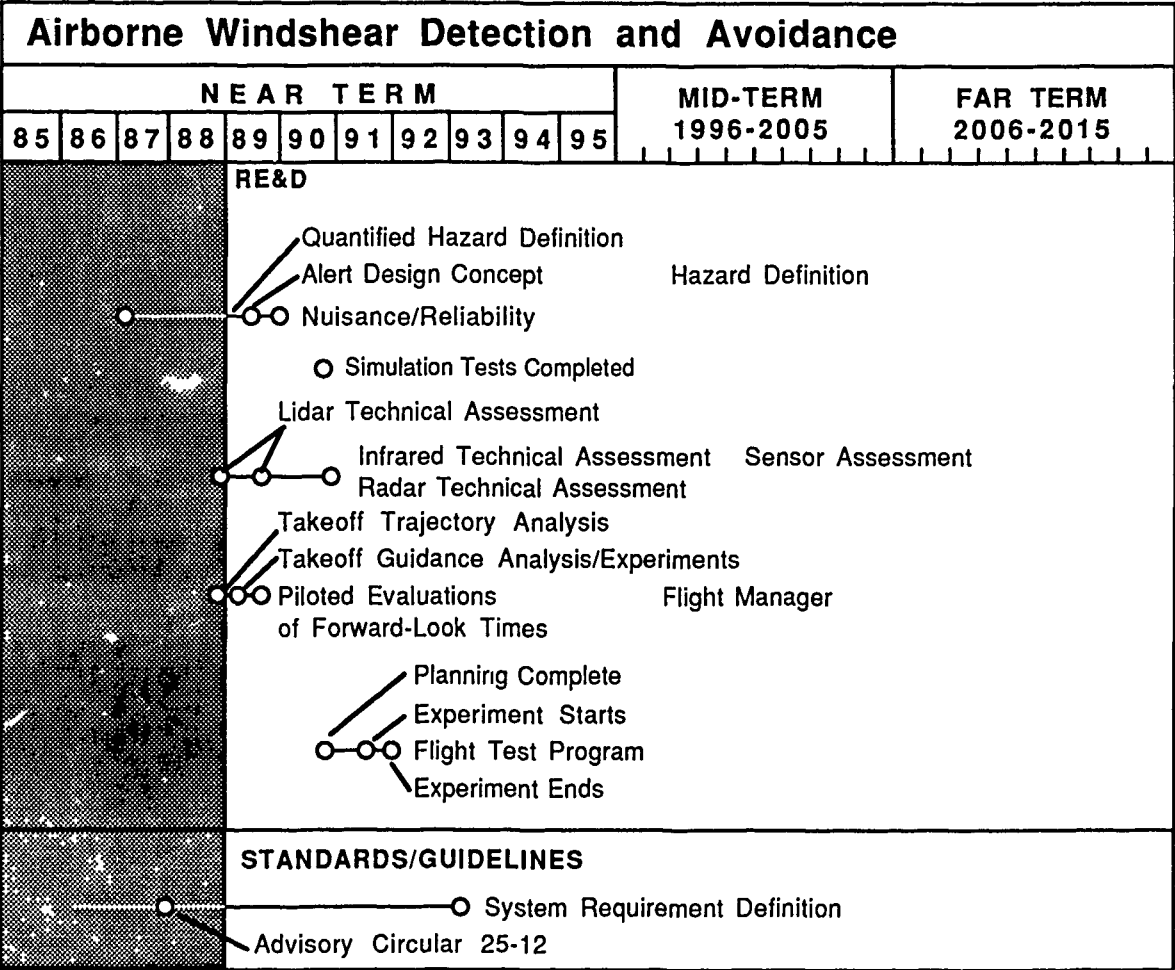 Airborne Windshear Detection and Avoidance
NEAR TERM
MID-TERM
1996-2005
FAR TERM
2006-2015
85 86 87 88 89 90 91 92 93 94 95
RE&D
Quantified Hazard Definition
Alert Design Concept
Hazard Definition
Nuisance/Reliability
Simulation Tests Completed
Lidar Technical Assessment
Infrared Technical Assessment
Sensor Assessment
Radar Technical Assessment
Takeoff Trajectory Analysis
Takeoff Guidance Analysis/Experiments
Piloted Evaluations
of Forward-Look Times
Flight Manager
Planning Complete
Experiment Starts
Flight Test Program
Experiment Ends
STANDARDS/GUIDELINES
System Requirement Definition
Advisory Circular 25-12